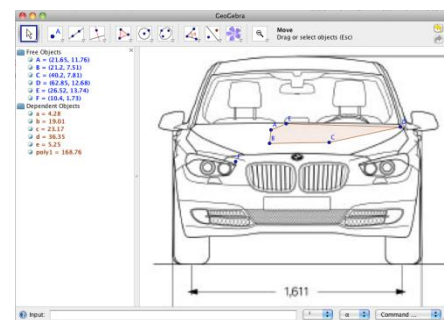 GeoGebra
Move
Drag or select objects (Esc)
Free Objects
A = (21.65, 11.76)
B = (21.2, 7.51)
C = (40.2, 7.81)
D = (62.85, 12.68)
E = (26.52, 13.74)
F = (10.4, 1.73)
Dependent Objects
a = 4.28
b = 19.01
c = 23.17
d = 36.35
e = 5.25
poly1 = 168.76
A
E
B
C
1,611
Input:
α
Command ...